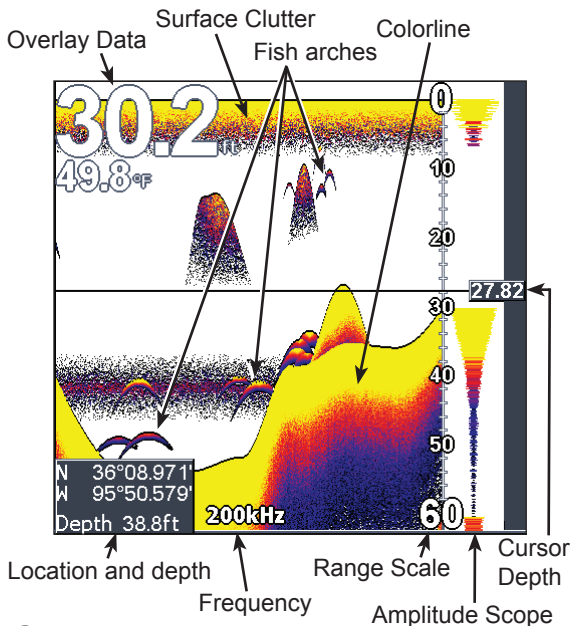 Surface Clutter
Colorline
Overlay Data
Fish arches
30.2 ft
49.8 °F
0
10
20
30
40
50
60
27.82
N 36°08.971'
W 95°50.579'
Depth 38.8ft
200kHz
Location and depth
Frequency
Range Scale
Amplitude Scope
Cursor
Depth